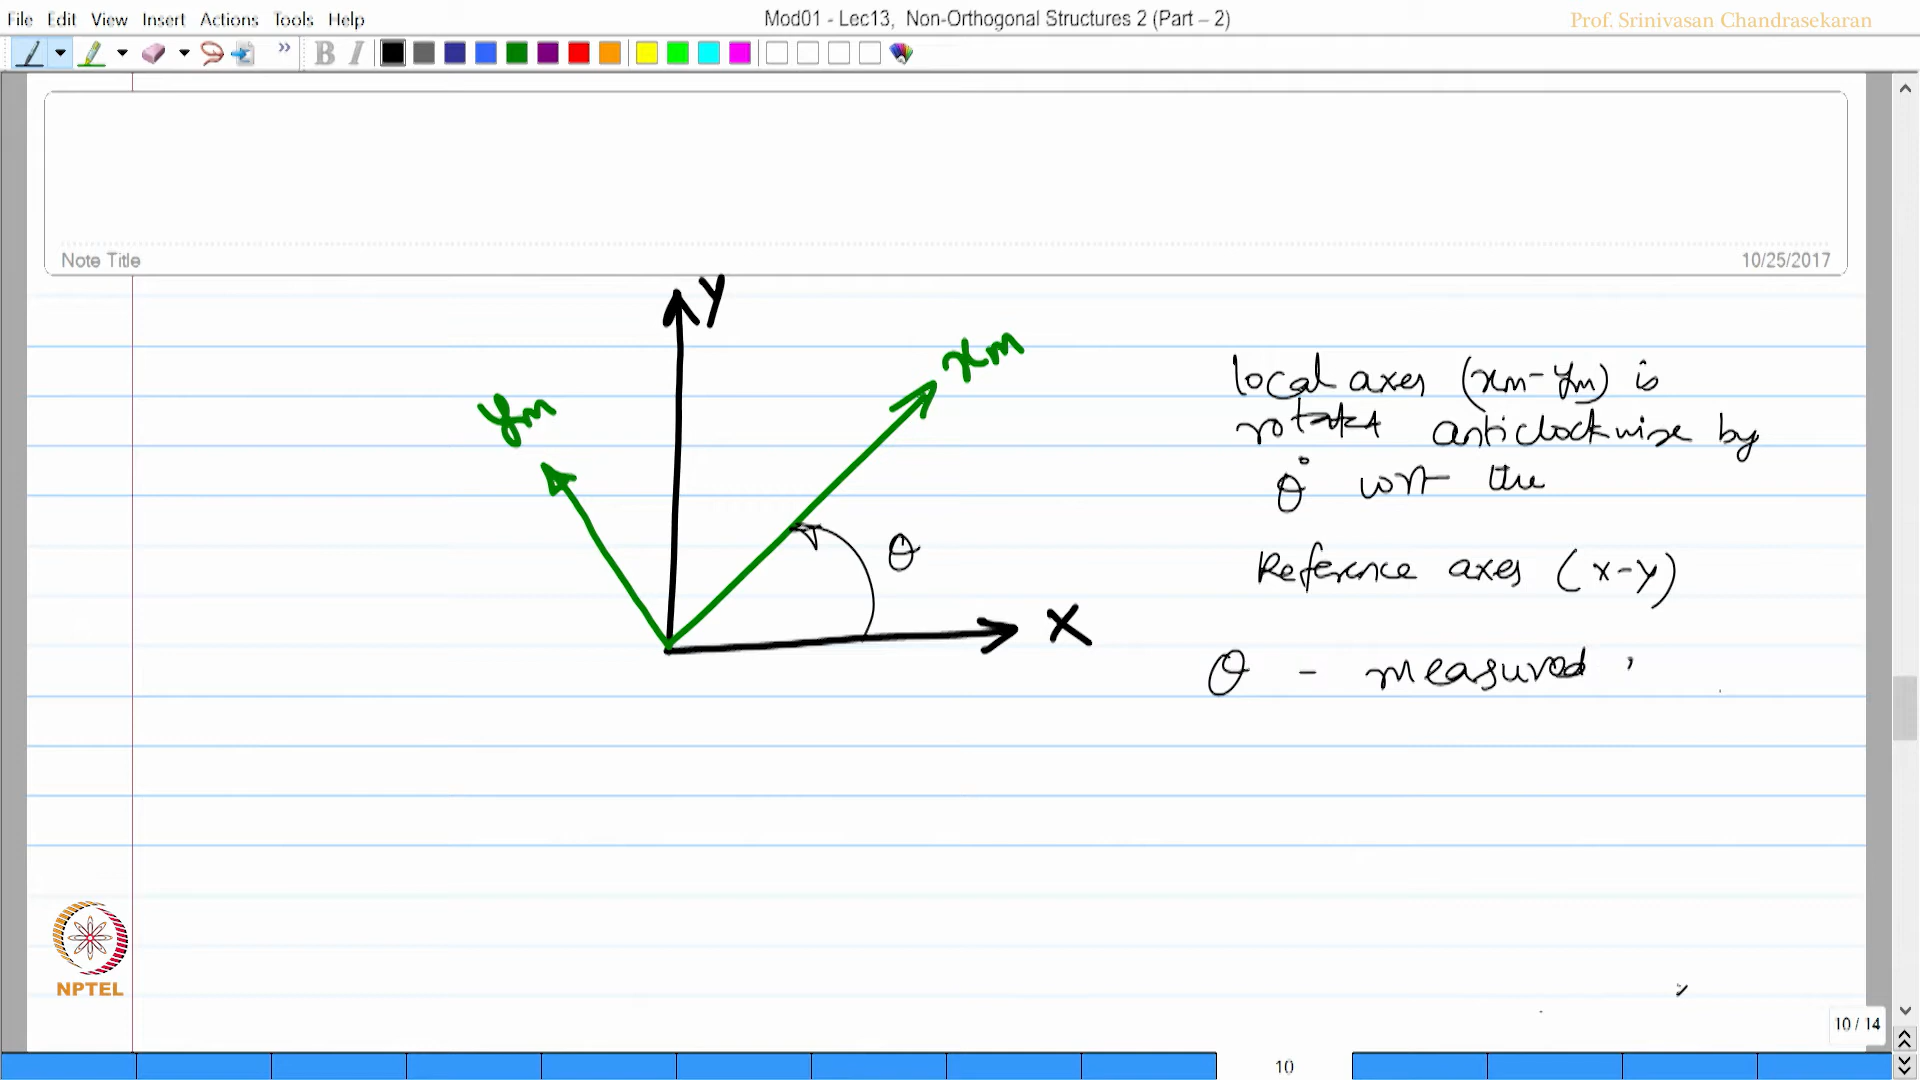 File Edit View Insert Actions Tools Help
Mod01 - Lec13, Non-Orthogonal Structures 2 (Part – 2)
Prof. Srinivasan Chandrasekaran
B I
Note Title
10/25/2017
y
xm
ym
θ
x
local axes (xm-ym) is
rotated anticlockwise by
θ° wrt the
Reference axes (x-y)
θ - measured
NPTEL
10 / 14
10